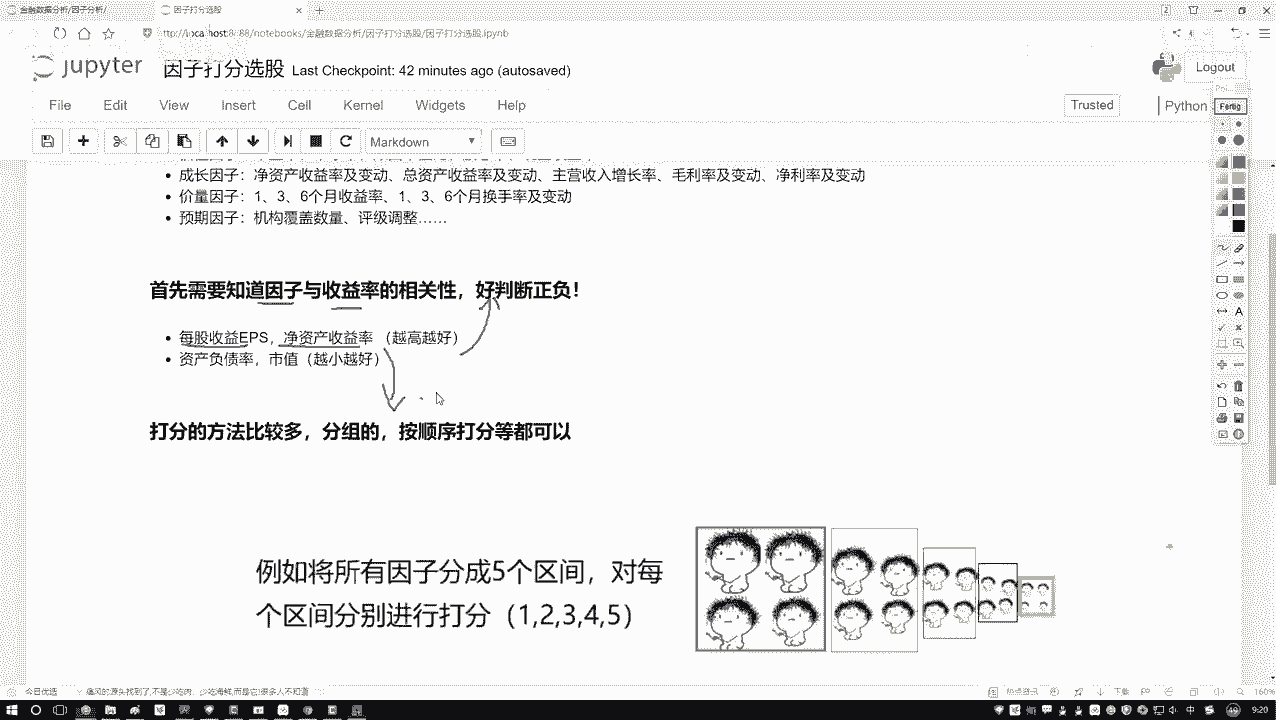 金融数据分析/因子分析/
因子打分选股
localhost:8888/notebooks/金融数据分析/因子打分选股/因子打分选股.ipynb
jupyter 因子打分选股 Last Checkpoint: 42 minutes ago (autosaved)
Logout
File Edit View Insert Cell Kernel Widgets Help
Trusted
Python
Fertig
Markdown
成长因子：净资产收益率及变动、总资产收益率及变动、主营收入增长率、毛利率及变动、净利率及变动
价量因子：1、3、6个月收益率、1、3、6个月换手率及变动
预期因子：机构覆盖数量、评级调整……
首先需要知道因子与收益率的相关性，好判断正负！
每股收益EPS，净资产收益率 （越高越好）
资产负债率，市值（越小越好）
打分的方法比较多，分组的，按顺序打分等都可以
例如将所有因子分成5个区间，对每
个区间分别进行打分（1,2,3,4,5）
今日优选
下载
160%
中
9:20